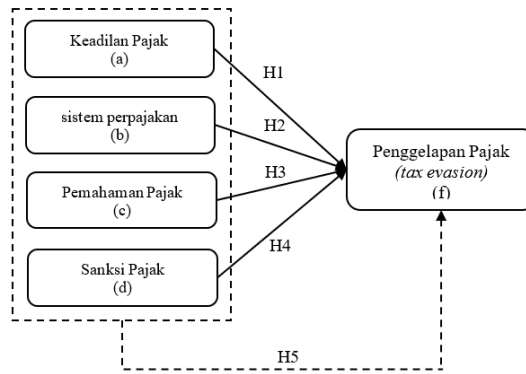 Keadilan Pajak
(a)
H1
sistem perpajakan
(b)
H2
Pemahaman Pajak
(c)
H3
Sanksi Pajak
(d)
H4
Penggelapan Pajak
(tax evasion)
(f)
H5